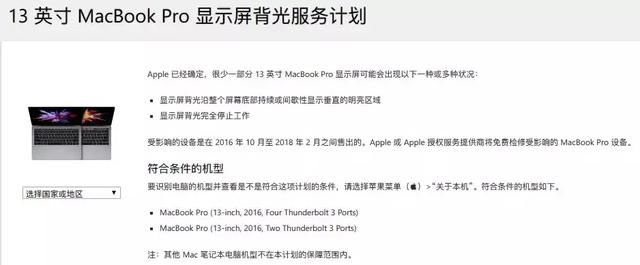 13 英寸 MacBook Pro 显示屏背光服务计划
Apple 已经确定，很少一部分 13 英寸 MacBook Pro 显示屏可能会出现以下一种或多种状况：
▪ 显示屏背光沿整个屏幕底部持续或间歇性显示垂直的明亮区域
▪ 显示屏背光完全停止工作
受影响的设备是在 2016 年 10 月至 2018 年 2 月之间售出的。Apple 或 Apple 授权服务提供商将免费检修受影响的 MacBook Pro 设备。
符合条件的机型
选择国家或地区
要识别电脑的机型并查看是不是符合这项计划的条件，请选择苹果菜单（）>“关于本机”。符合条件的机型如下。
▪ MacBook Pro (13-inch, 2016, Four Thunderbolt 3 Ports)
▪ MacBook Pro (13-inch, 2016, Two Thunderbolt 3 Ports)
注：其他 Mac 笔记本电脑机型不在本计划的保障范围内。